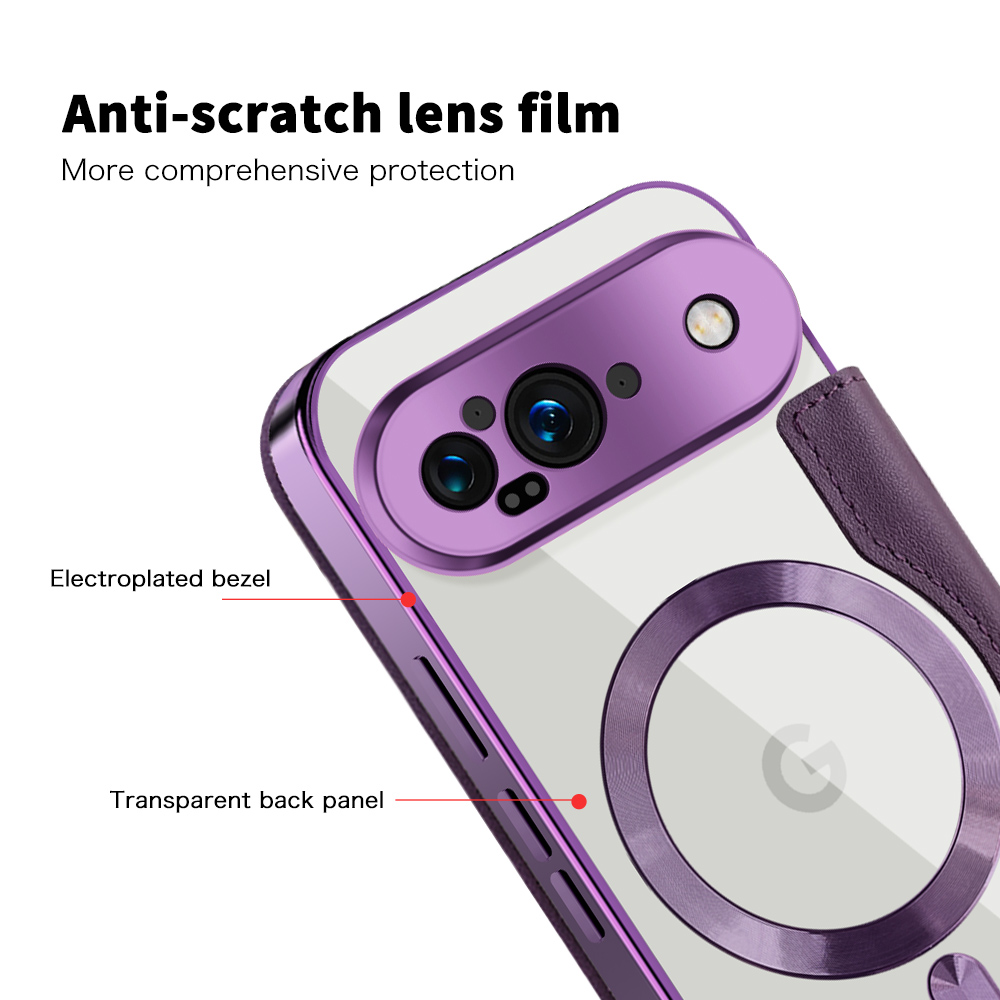 Anti-scratch lens film
More comprehensive protection
Electroplated bezel
Transparent back panel
G